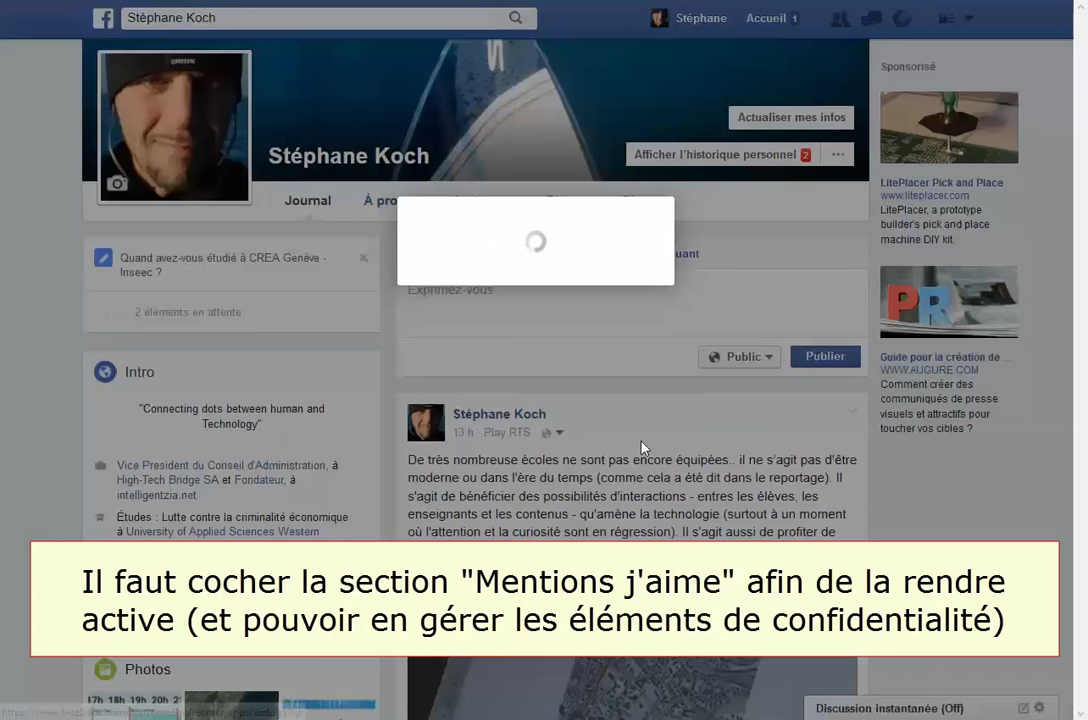 Stéphane Koch
Stéphane
Accueil 1
Stéphane Koch
Actualiser mes infos
Afficher l'historique personnel 2
Journal
À pro
Sponsorisé
LitePlacer Pick and Place
www.liteplacer.com
LitePlacer, a prototype
builder's pick and place
machine DIY kit.
Quand avez-vous étudié à CREA Genève -
Inseec ?
2 éléments en attente
uant
Exprimez-vous
Public
Publier
PR
Guide pour la création de ...
WWW.AUGURE.COM
Comment créer des
communiqués de presse
visuels et attractifs pour
toucher vos cibles ?
Intro
"Connecting dots between human and
Technology"
Vice President du Conseil d'Administration, à
High-Tech Bridge SA et Fondateur, à
intelligentzia.net
Études : Lutte contre la criminalité économique
à University of Applied Sciences Western
Stéphane Koch
13 h · Play RTS
De très nombreuse écoles ne sont pas encore équipées.. il ne s'agit pas d'être
moderne ou dans l'ère du temps (comme cela a été dit dans le reportage). Il
s'agit de bénéficier des possibilités d'interactions - entres les élèves, les
enseignants et les contenus - qu'amène la technologie (surtout à un moment
où l'attention et la curiosité sont en régression). Il s'agit aussi de profiter de
Il faut cocher la section "Mentions j'aime" afin de la rendre
active (et pouvoir en gérer les éléments de confidentialité)
Photos
17h 18h 19h 20h 2
Discussion instantanée (Off)